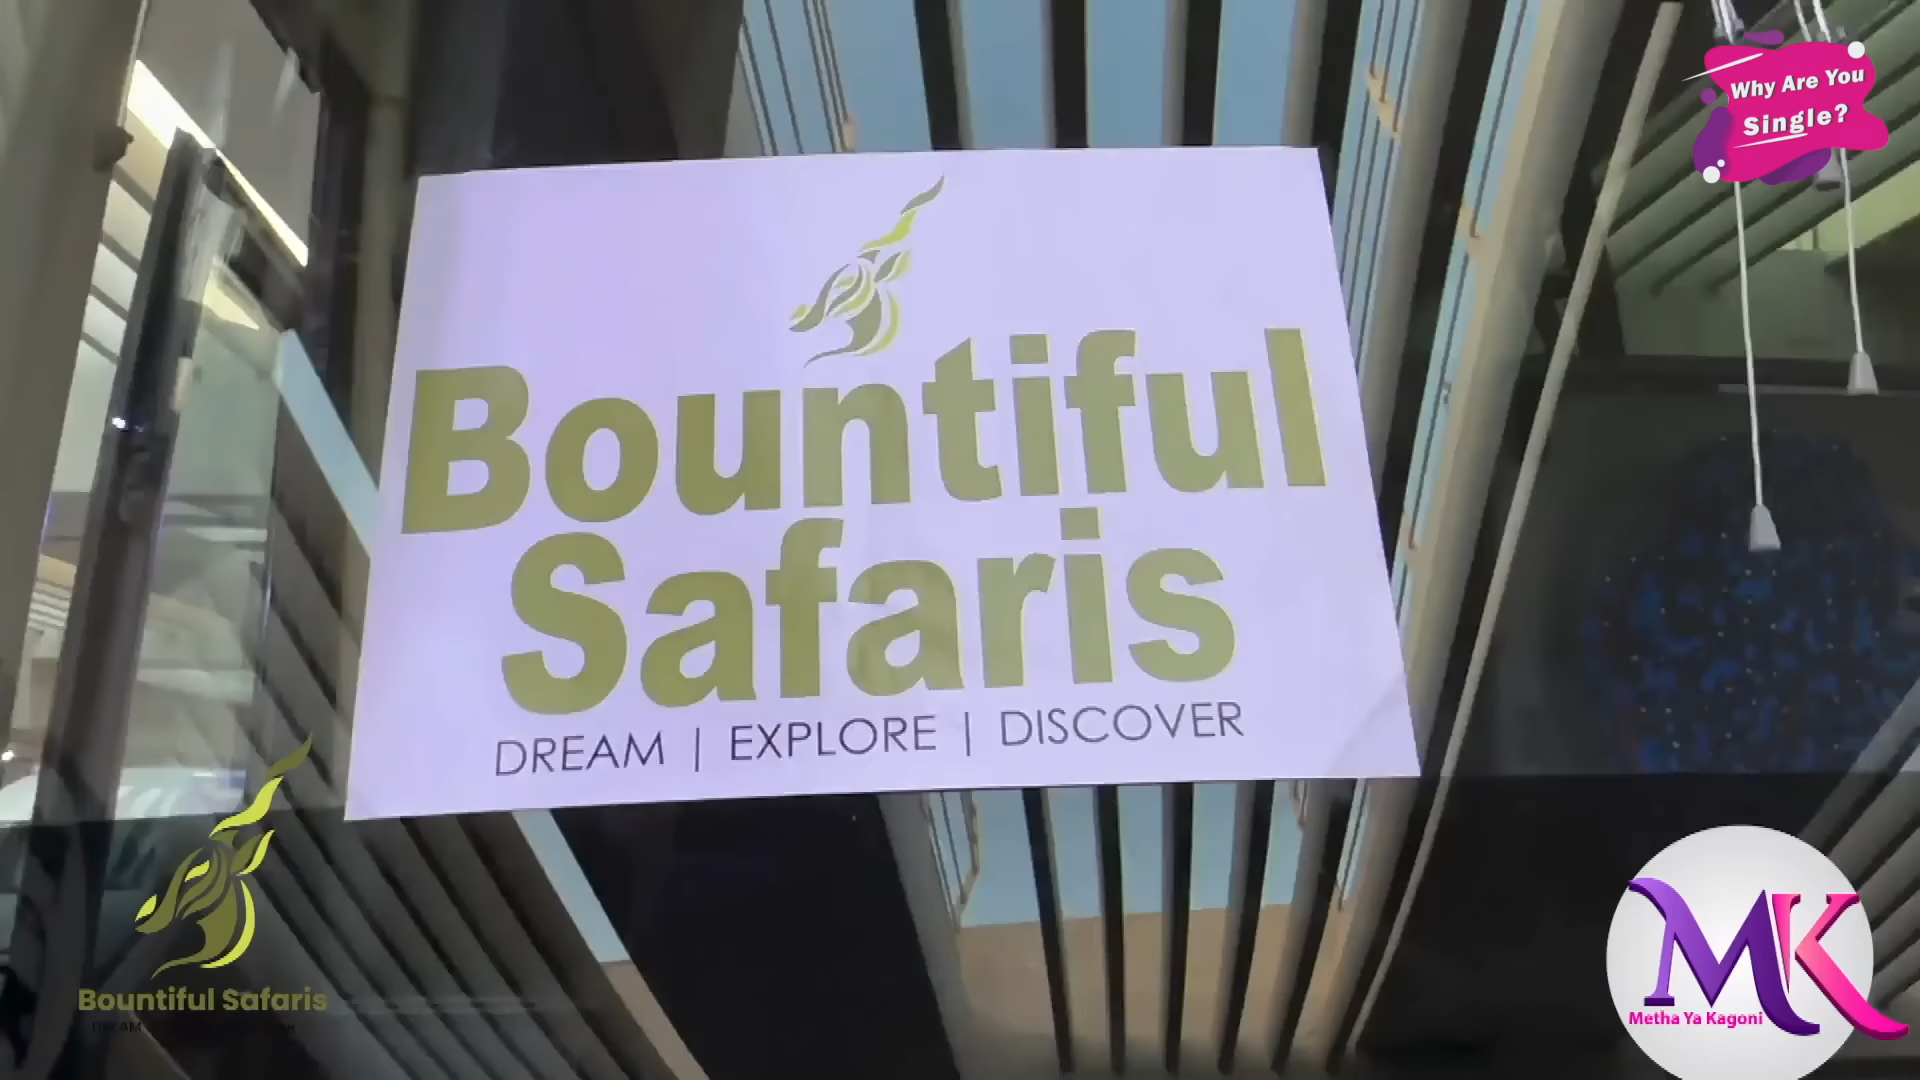 Why Are You
Single?
Bountiful
Safaris
DREAM | EXPLORE | DISCOVER
Bountiful Safaris
MK
Metha Ya Kagoni